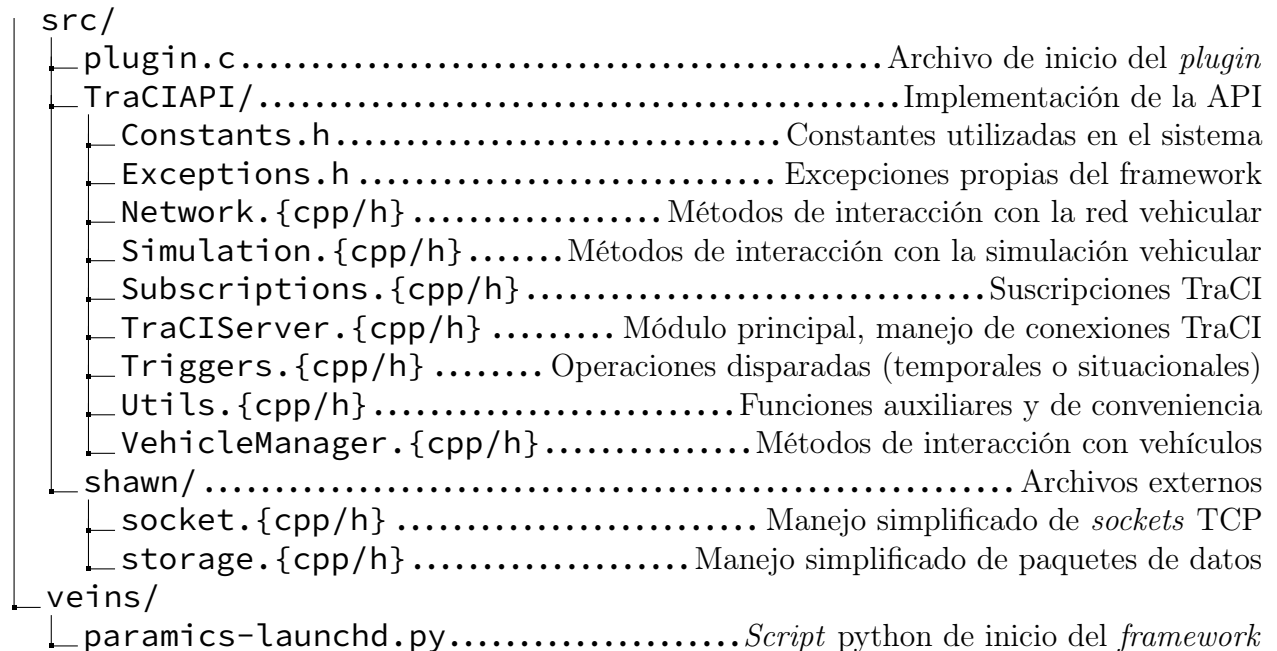 src/
plugin.c..............................................Archivo de inicio del plugin
TraCIAPI/..............................................Implementación de la API
Constants.h................................Constantes utilizadas en el sistema
Exceptions.h .............................. Excepciones propias del framework
Network.{cpp/h}..................Métodos de interacción con la red vehicular
Simulation.{cpp/h}.......Métodos de interacción con la simulación vehicular
Subscriptions.{cpp/h}.................................Suscripciones TraCI
TraCIServer.{cpp/h} ......... Módulo principal, manejo de conexiones TraCI
Triggers.{cpp/h} ........ Operaciones disparadas (temporales o situacionales)
Utils.{cpp/h}..........................Funciones auxiliares y de conveniencia
VehicleManager.{cpp/h}...............Métodos de interacción con vehículos
shawn/ .......................................................... Archivos externos
socket.{cpp/h} .......................... Manejo simplificado de sockets TCP
storage.{cpp/h}....................Manejo simplificado de paquetes de datos
veins/
paramics-launchd.py.....................Script python de inicio del framework